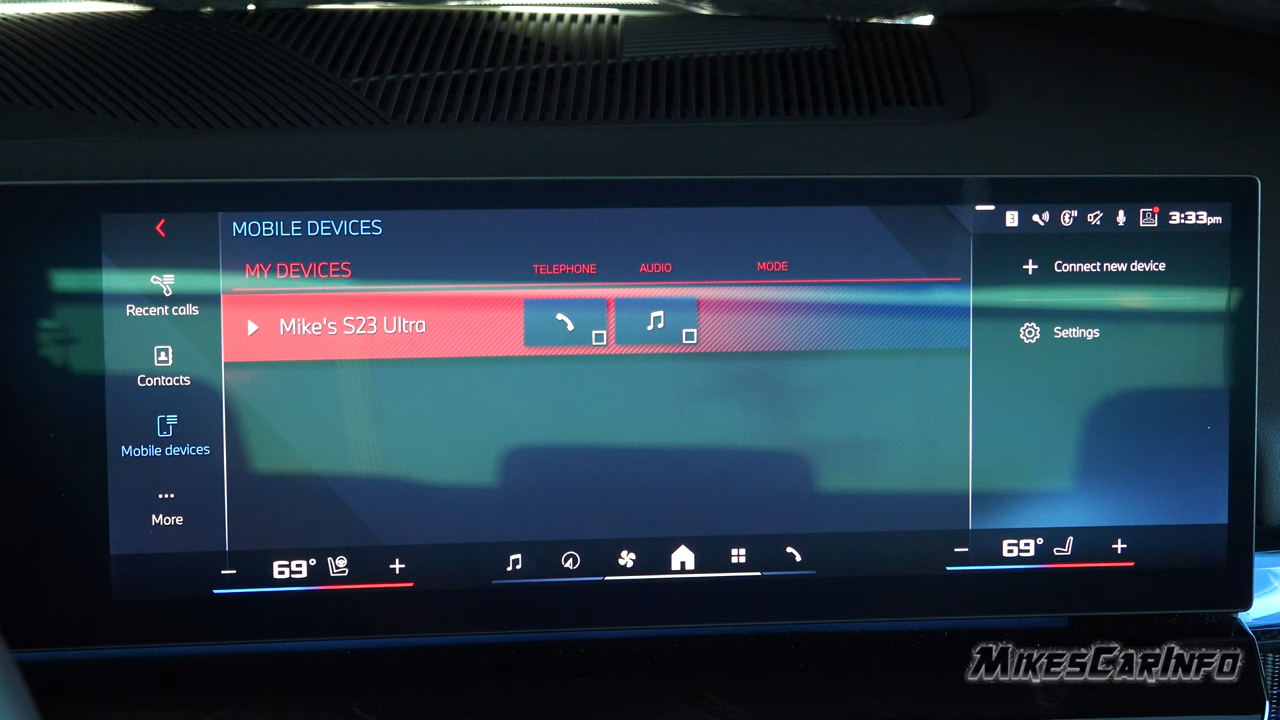 3 3:33pm
MOBILE DEVICES
MY DEVICES TELEPHONE AUDIO MODE
Mike's S23 Ultra
Connect new device
Settings
Recent calls
Contacts
Mobile devices
More
69°
69°
MIKESCARINFO